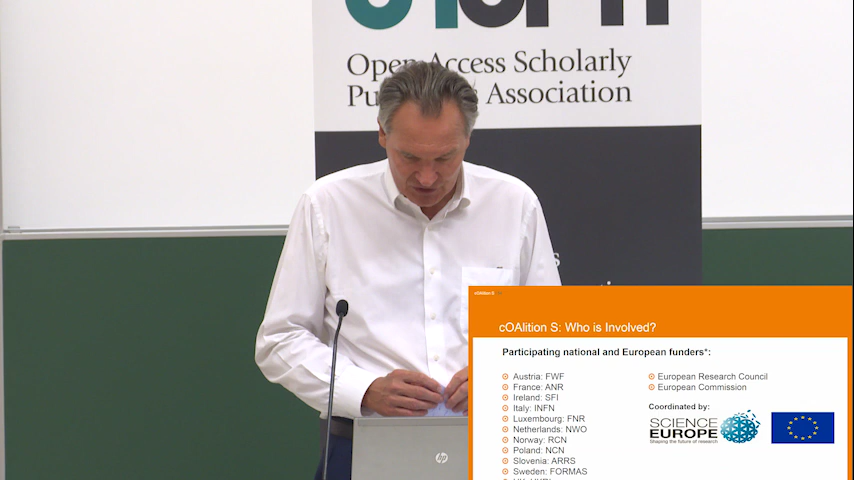 Open Access Scholarly
Association
hp
cOAlition S
cOAlition S: Who is Involved?
Participating national and European funders*:
Austria: FWF
France: ANR
Ireland: SFI
Italy: INFN
Luxembourg: FNR
Netherlands: NWO
Norway: RCN
Poland: NCN
Slovenia: ARRS
Sweden: FORMAS
European Research Council
European Commission
Coordinated by:
SCIENCE
EUROPE
Shaping the future of research